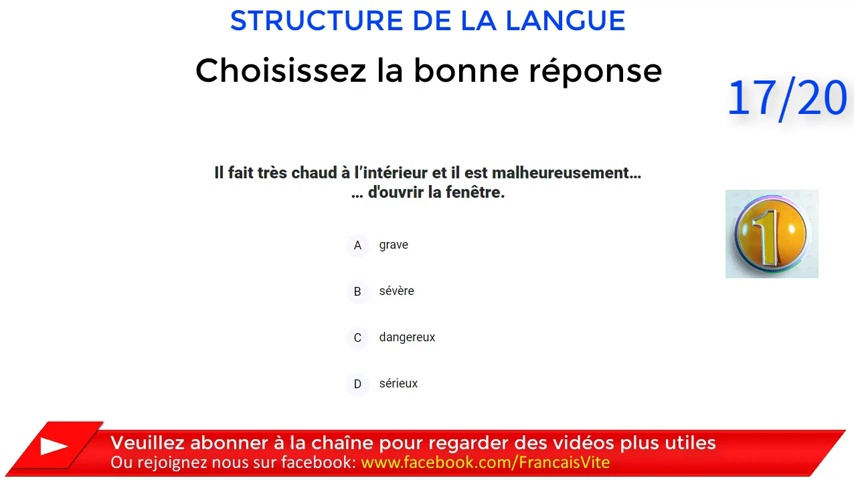 STRUCTURE DE LA LANGUE
Choisissez la bonne réponse
17/20
Il fait très chaud à l'intérieur et il est malheureusement...
... d'ouvrir la fenêtre.
1
A grave
B sévère
C dangereux
D sérieux
Veuillez abonner à la chaîne pour regarder des vidéos plus utiles
Ou rejoignez nous sur facebook: www.facebook.com/FrancaisVite